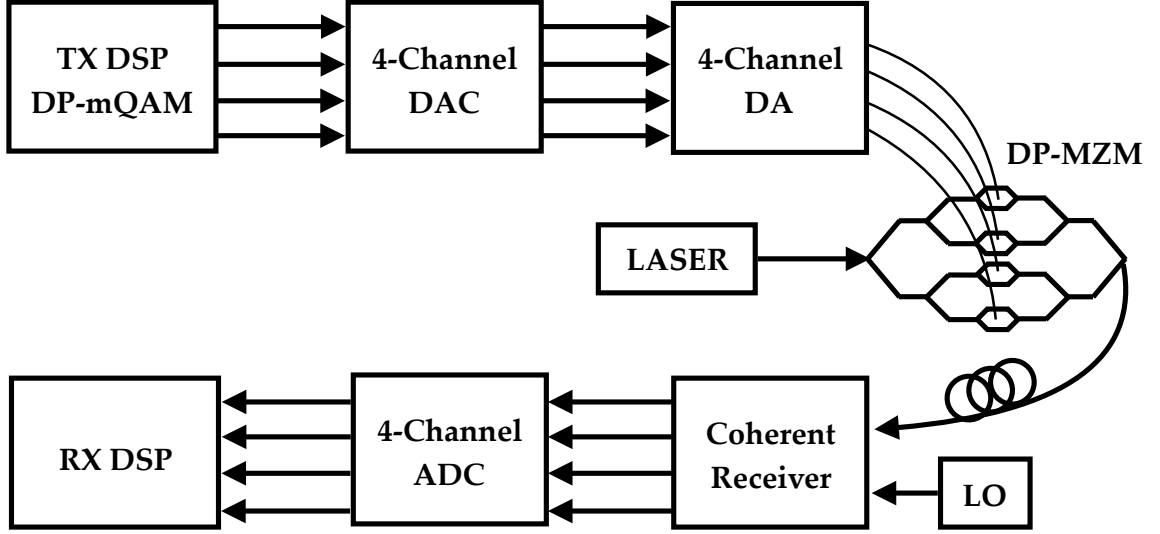 TX DSP
DP-mQAM
4-Channel
DAC
4-Channel
DA
DP-MZM
LASER
RX DSP
4-Channel
ADC
Coherent
Receiver
LO